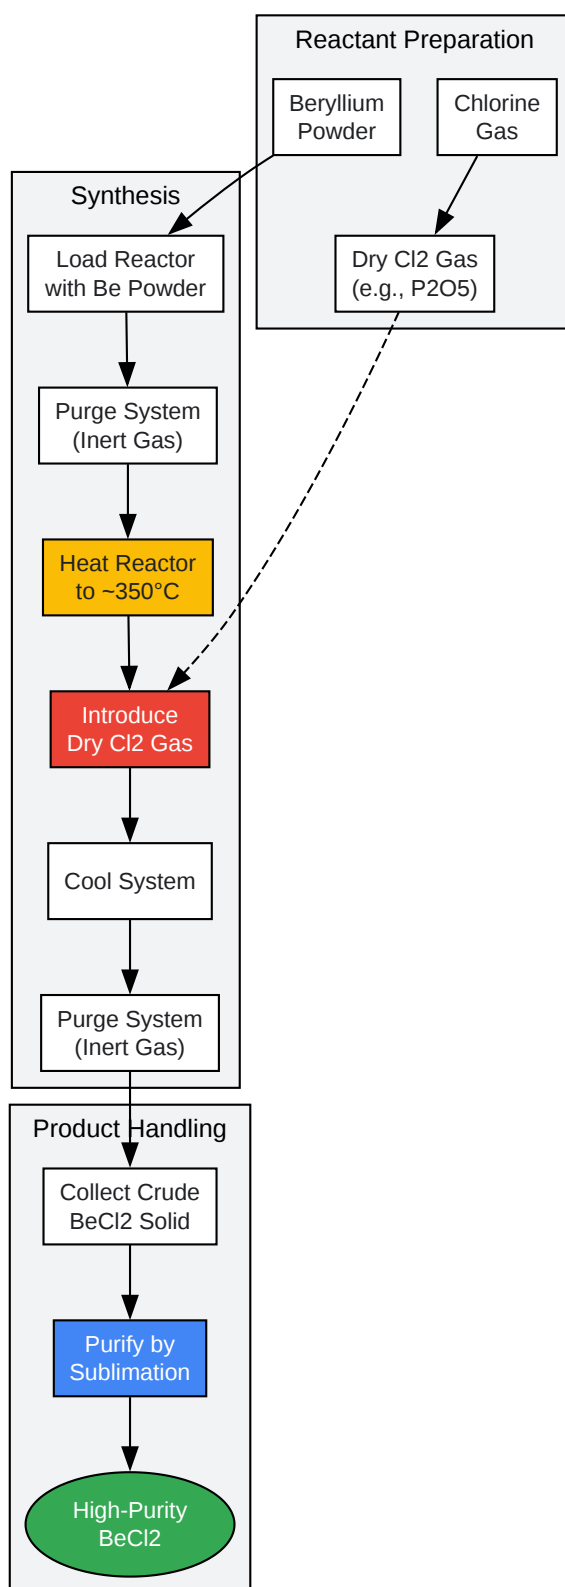 Reactant Preparation
Beryllium
Powder
Chlorine
Gas
Dry Cl2 Gas
(e.g., P2O5)
Synthesis
Load Reactor
with Be Powder
Purge System
(Inert Gas)
Heat Reactor
to ~350°C
Introduce
Dry Cl2 Gas
Cool System
Purge System
(Inert Gas)
Product Handling
Collect Crude
BeCl2 Solid
Purify by
Sublimation
High-Purity
BeCl2